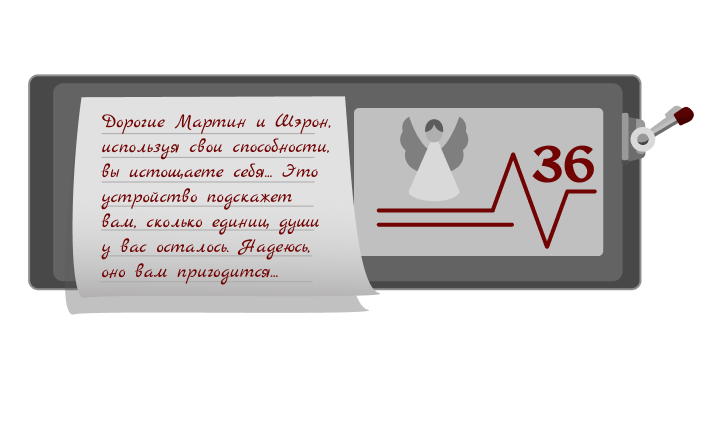 Дорогие Мартин и Шэрон,
используя свои способности,
вы истощаете себя... Это
устройство подскажет
вам, сколько единиц души
у вас осталось. Надеюсь,
оно вам пригодится...
36